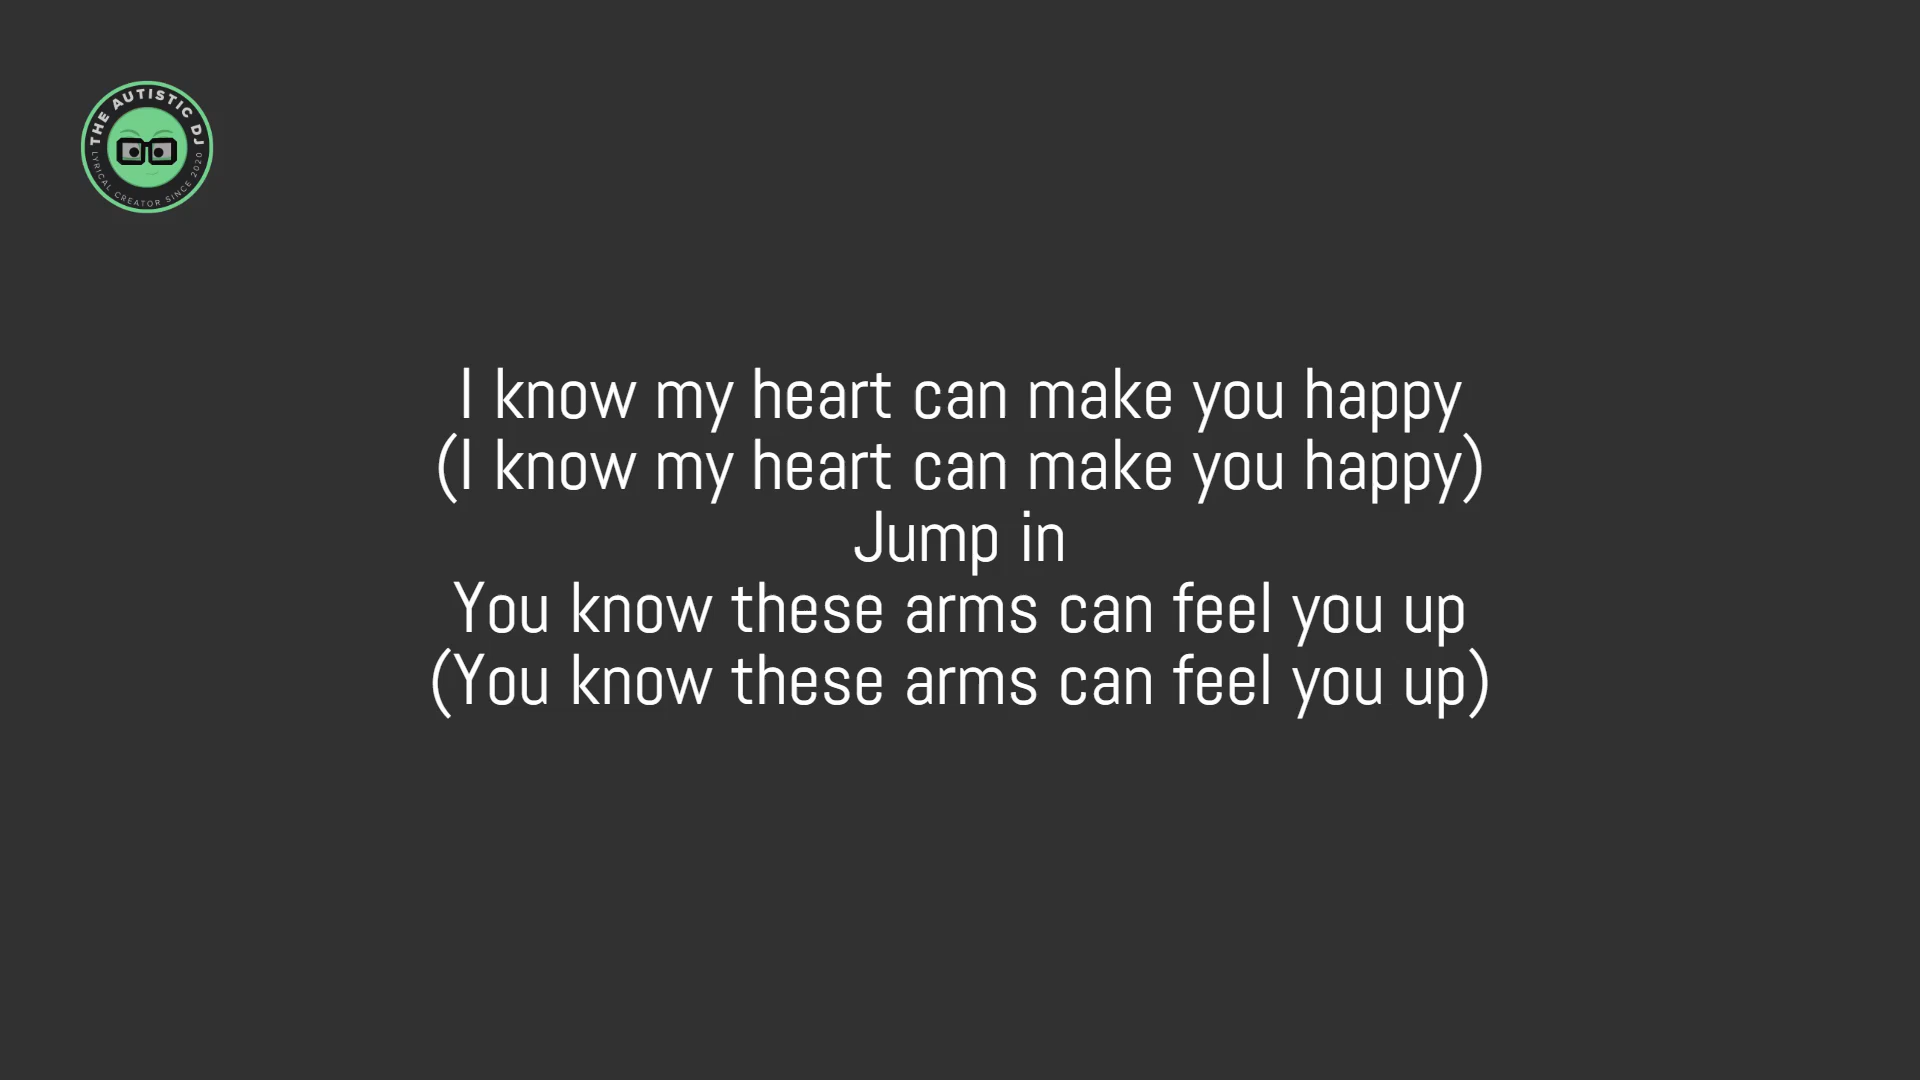 THE AUTISTIC DJ
LYRICAL CREATOR SINCE 2020
I know my heart can make you happy
(I know my heart can make you happy)
Jump in
You know these arms can feel you up
(You know these arms can feel you up)